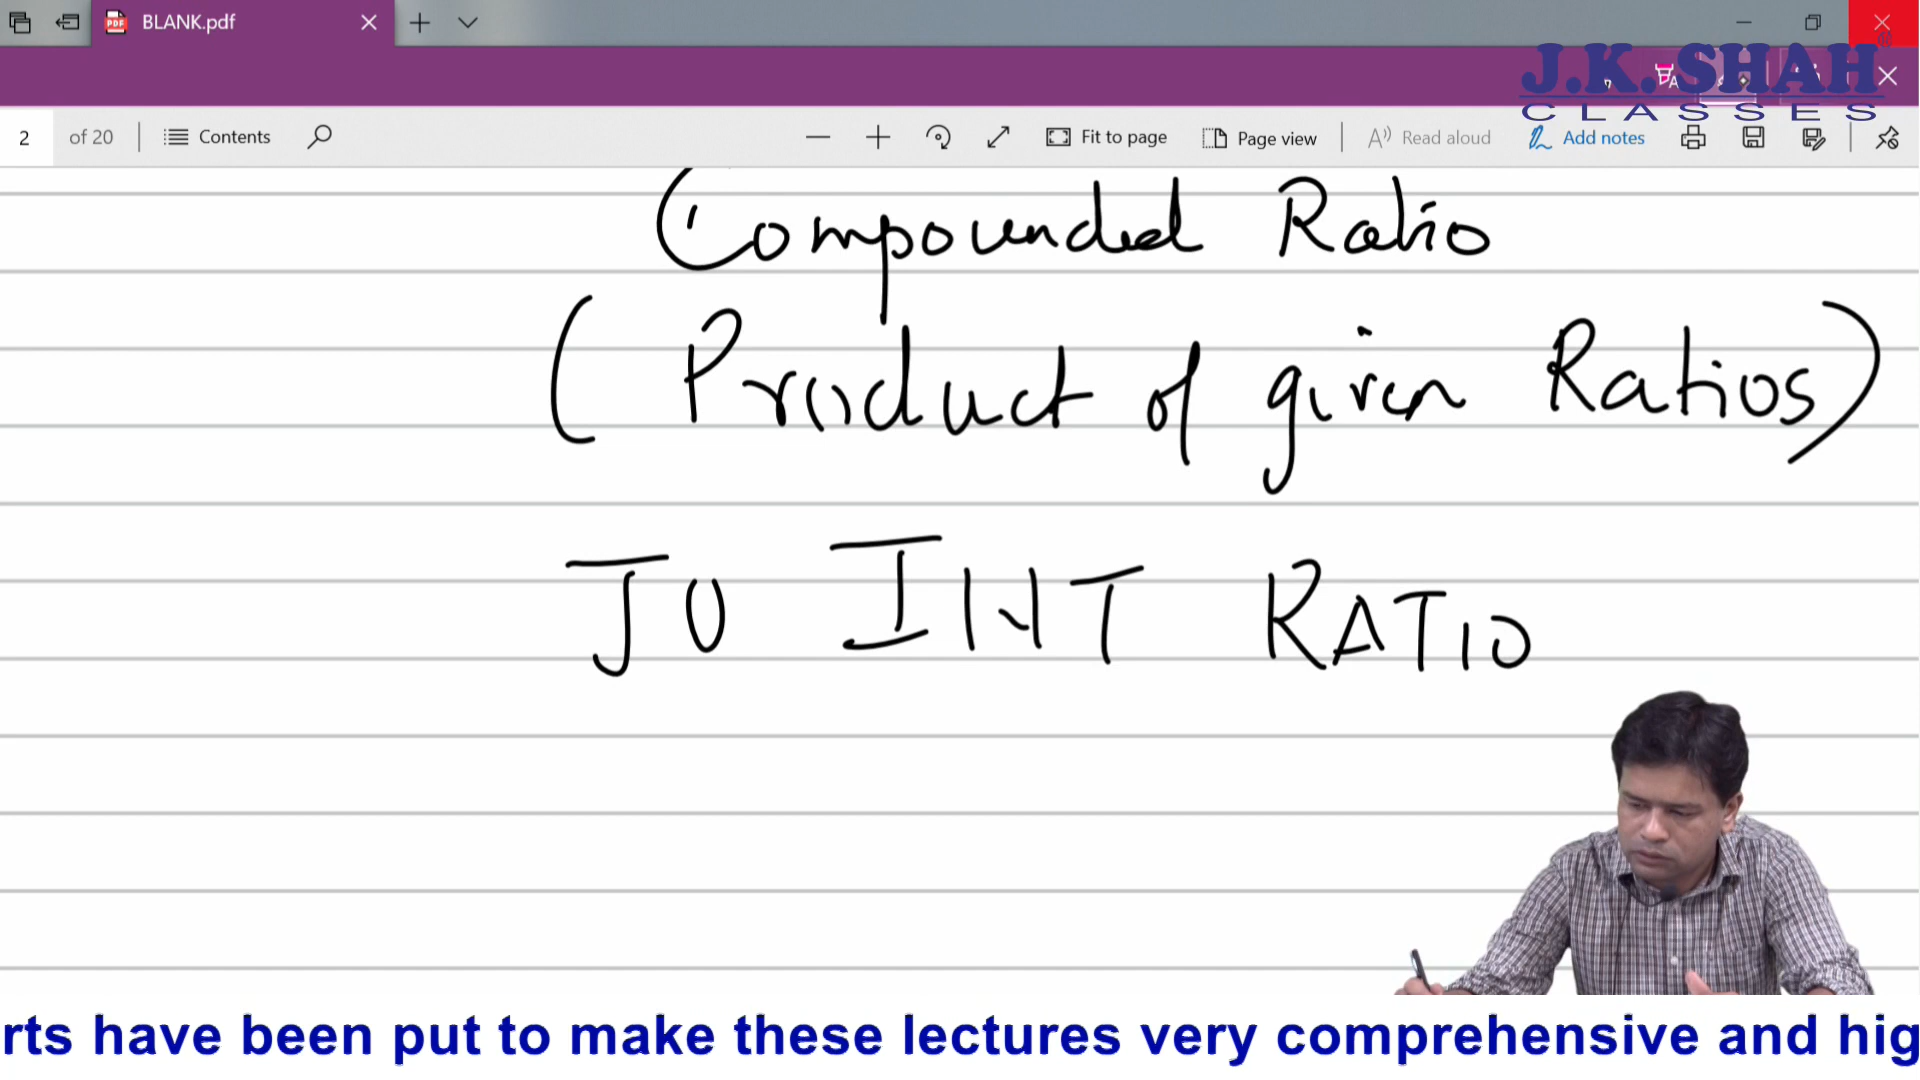 BLANK.pdf
J.K.SHAH
CLASSES
2 of 20 Contents Fit to page Page view Read aloud Add notes
Compounded Ratio
( Product of given Ratios )
JOINT RATIO
rts have been put to make these lectures very comprehensive and hig